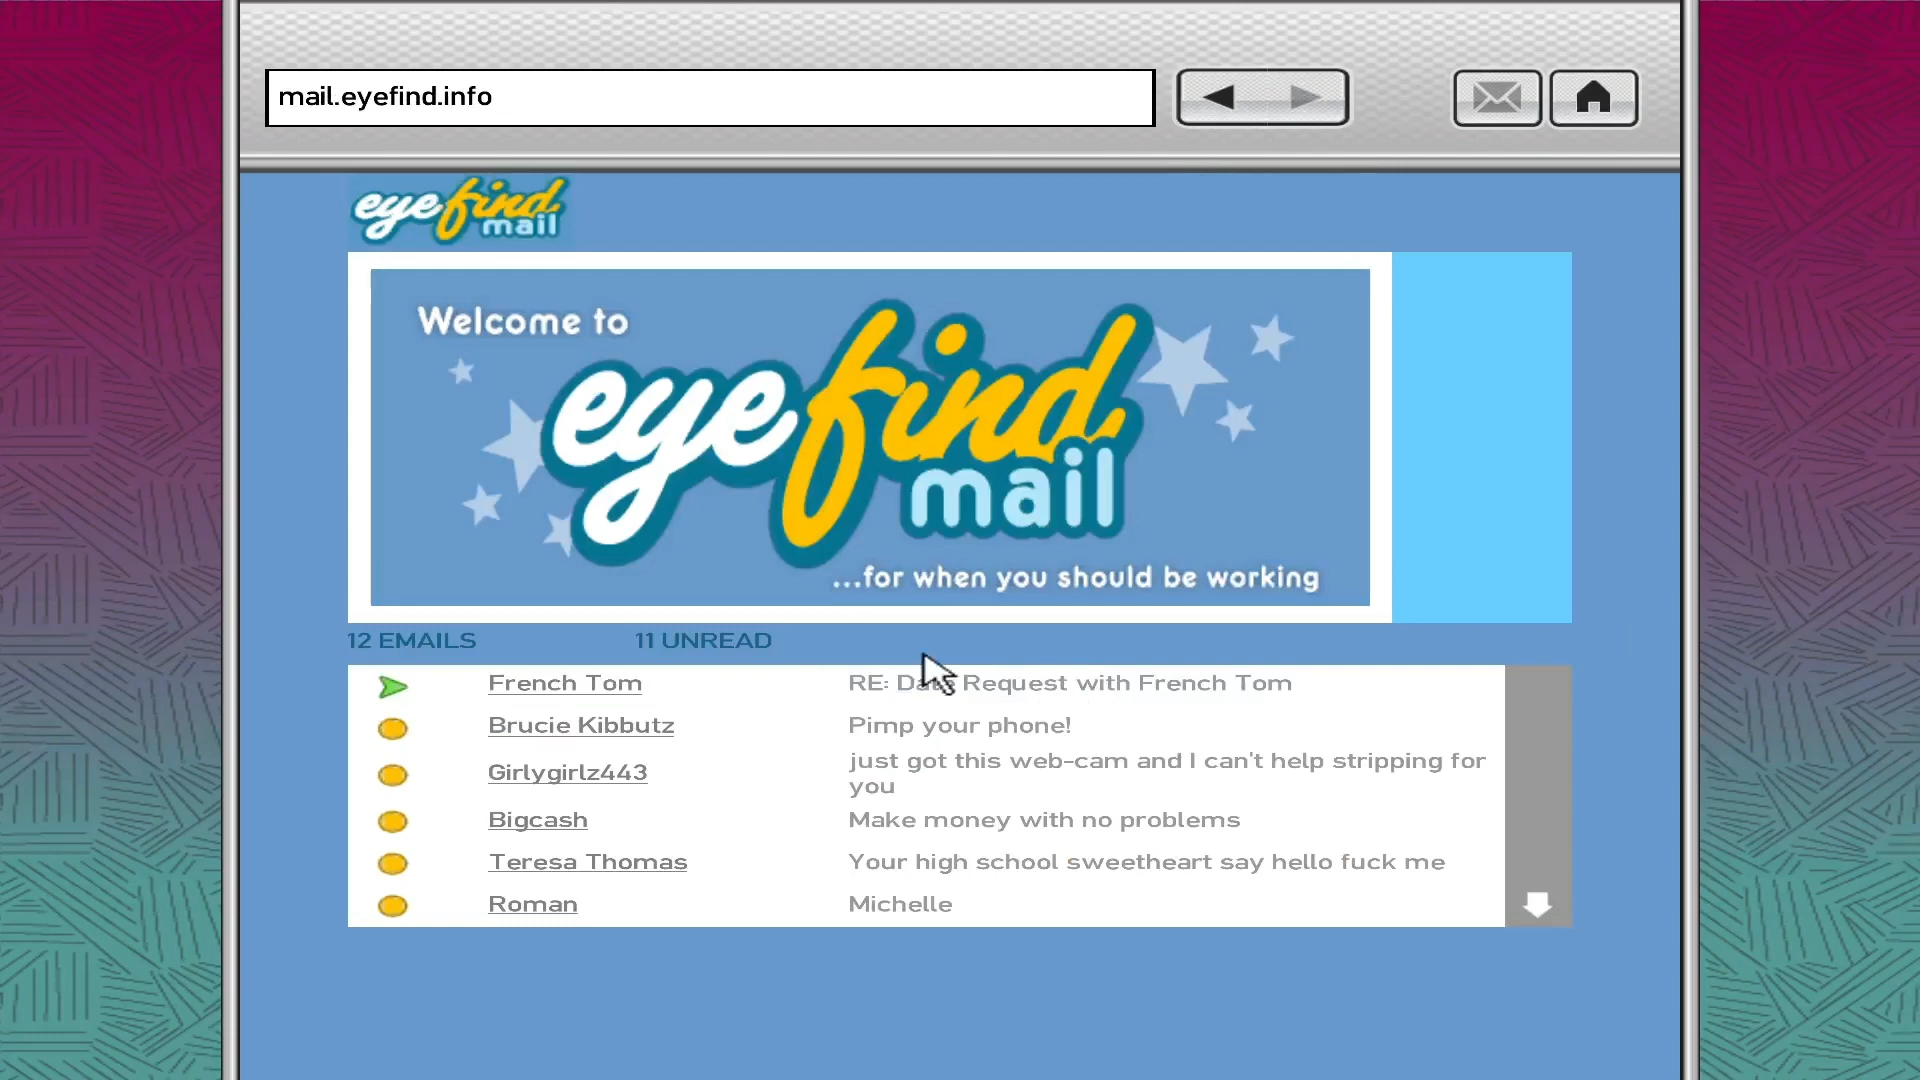 mail.eyefind.info
eyefind
mail
Welcome to
eyefind
mail
...for when you should be working
12 EMAILS 11 UNREAD
French Tom RE: Date Request with French Tom
Brucie Kibbutz Pimp your phone!
Girlygirlz443 just got this web-cam and I can't help stripping for
you
Bigcash Make money with no problems
Teresa Thomas Your high school sweetheart say hello fuck me
Roman Michelle